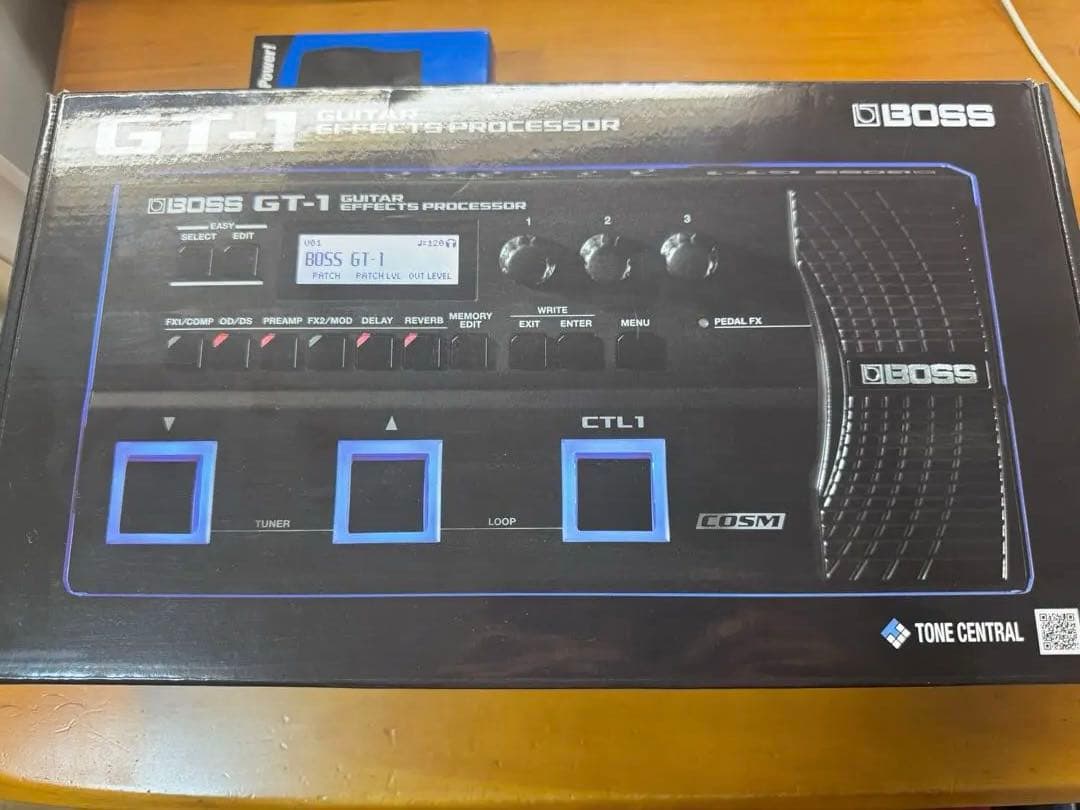 Power!
GT-1 GUITAR
EFFECTS PROCESSOR
BOSS
BOSS GT-1 GUITAR
EFFECTS PROCESSOR
EASY
SELECT EDIT
U01 ♩=120
BOSS GT-1
PATCH PATCH LVL OUT LEVEL
1 2 3
FX1/COMP OD/DS PREAMP FX2/MOD DELAY REVERB MEMORY
EDIT
WRITE
EXIT ENTER MENU
PEDAL FX
BOSS
CTL1
TUNER LOOP
COSM
TONE CENTRAL